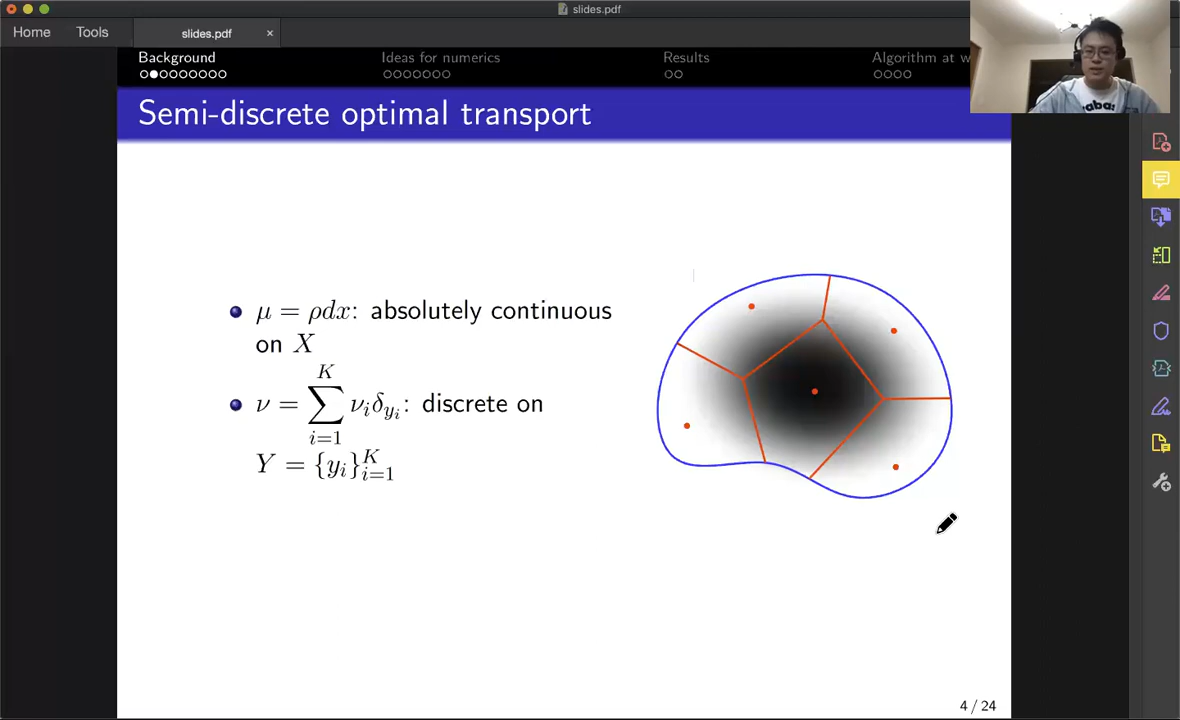 slides.pdf
Home Tools slides.pdf ×
Background Ideas for numerics Results Algorithm at w
Semi-discrete optimal transport
μ = ρdx: absolutely continuous
on X
ν = ∑_{i=1}^{K} ν_i δ_{y_i}: discrete on
Y = {y_i}_{i=1}^{K}
4 / 24